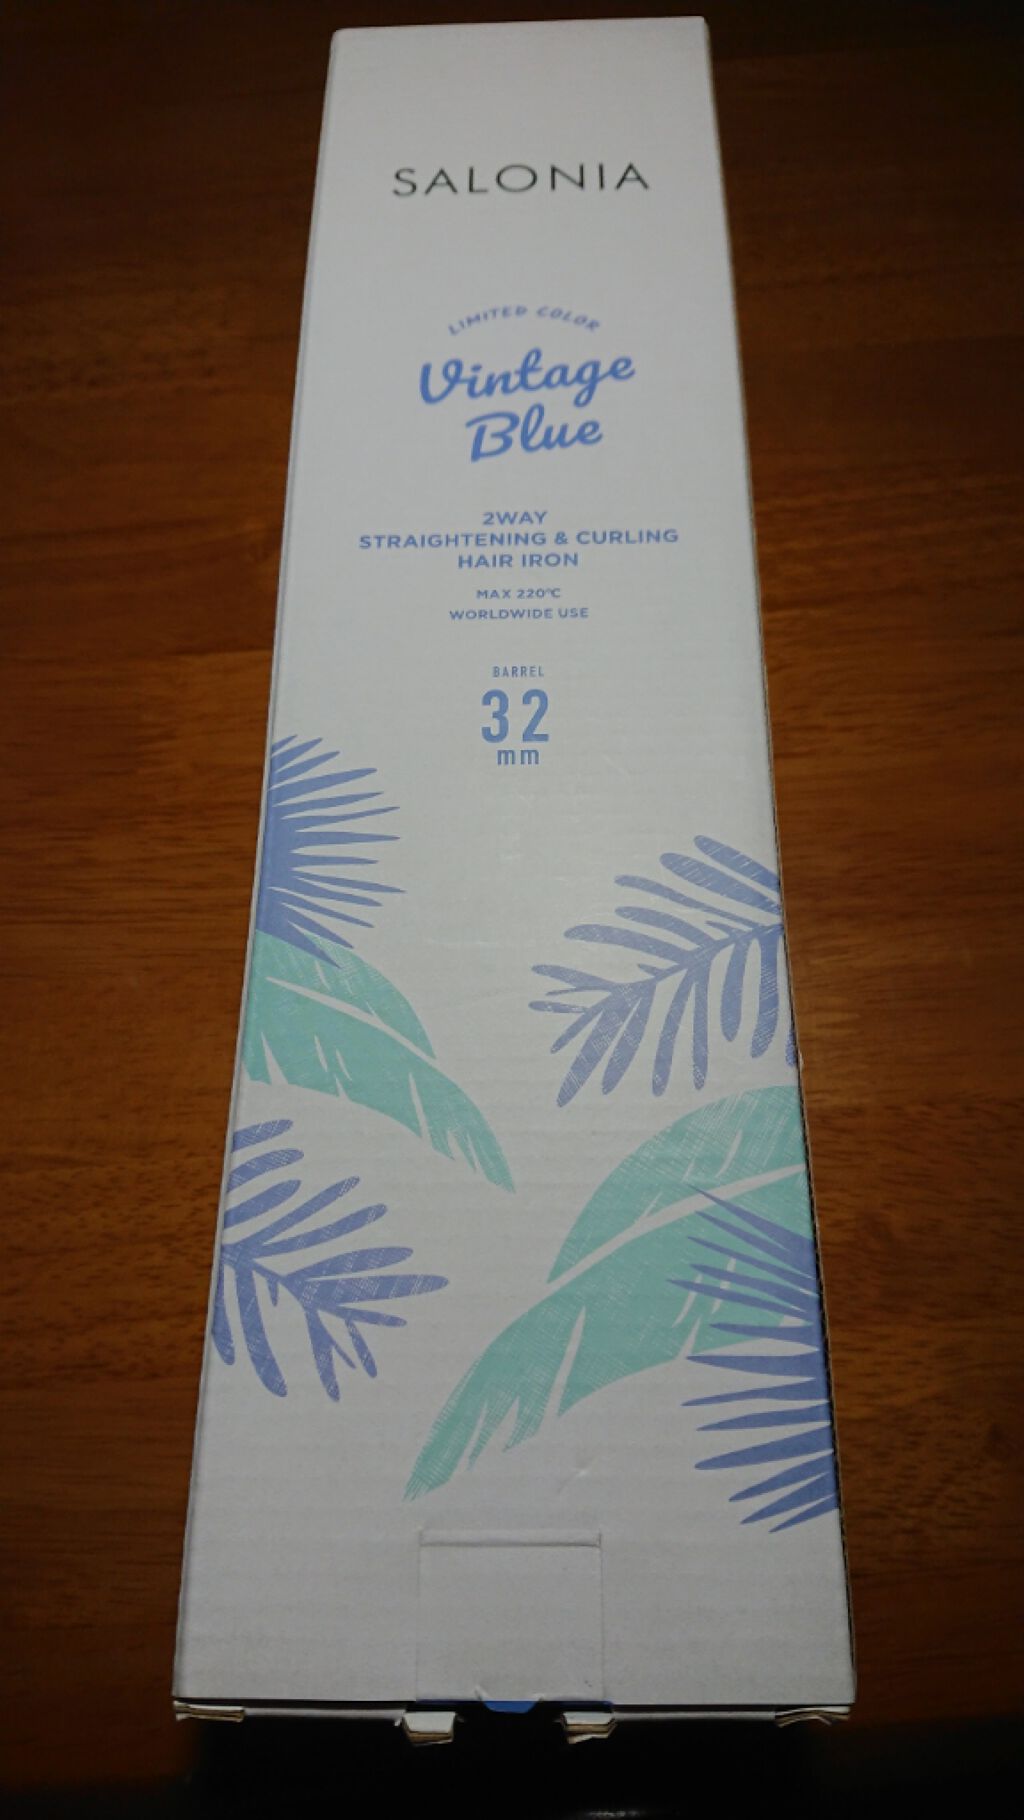 SALONIA
LIMITED COLOR
Vintage
Blue
2WAY
STRAIGHTENING & CURLING
HAIR IRON
MAX 220℃
WORLDWIDE USE
BARREL
32
mm